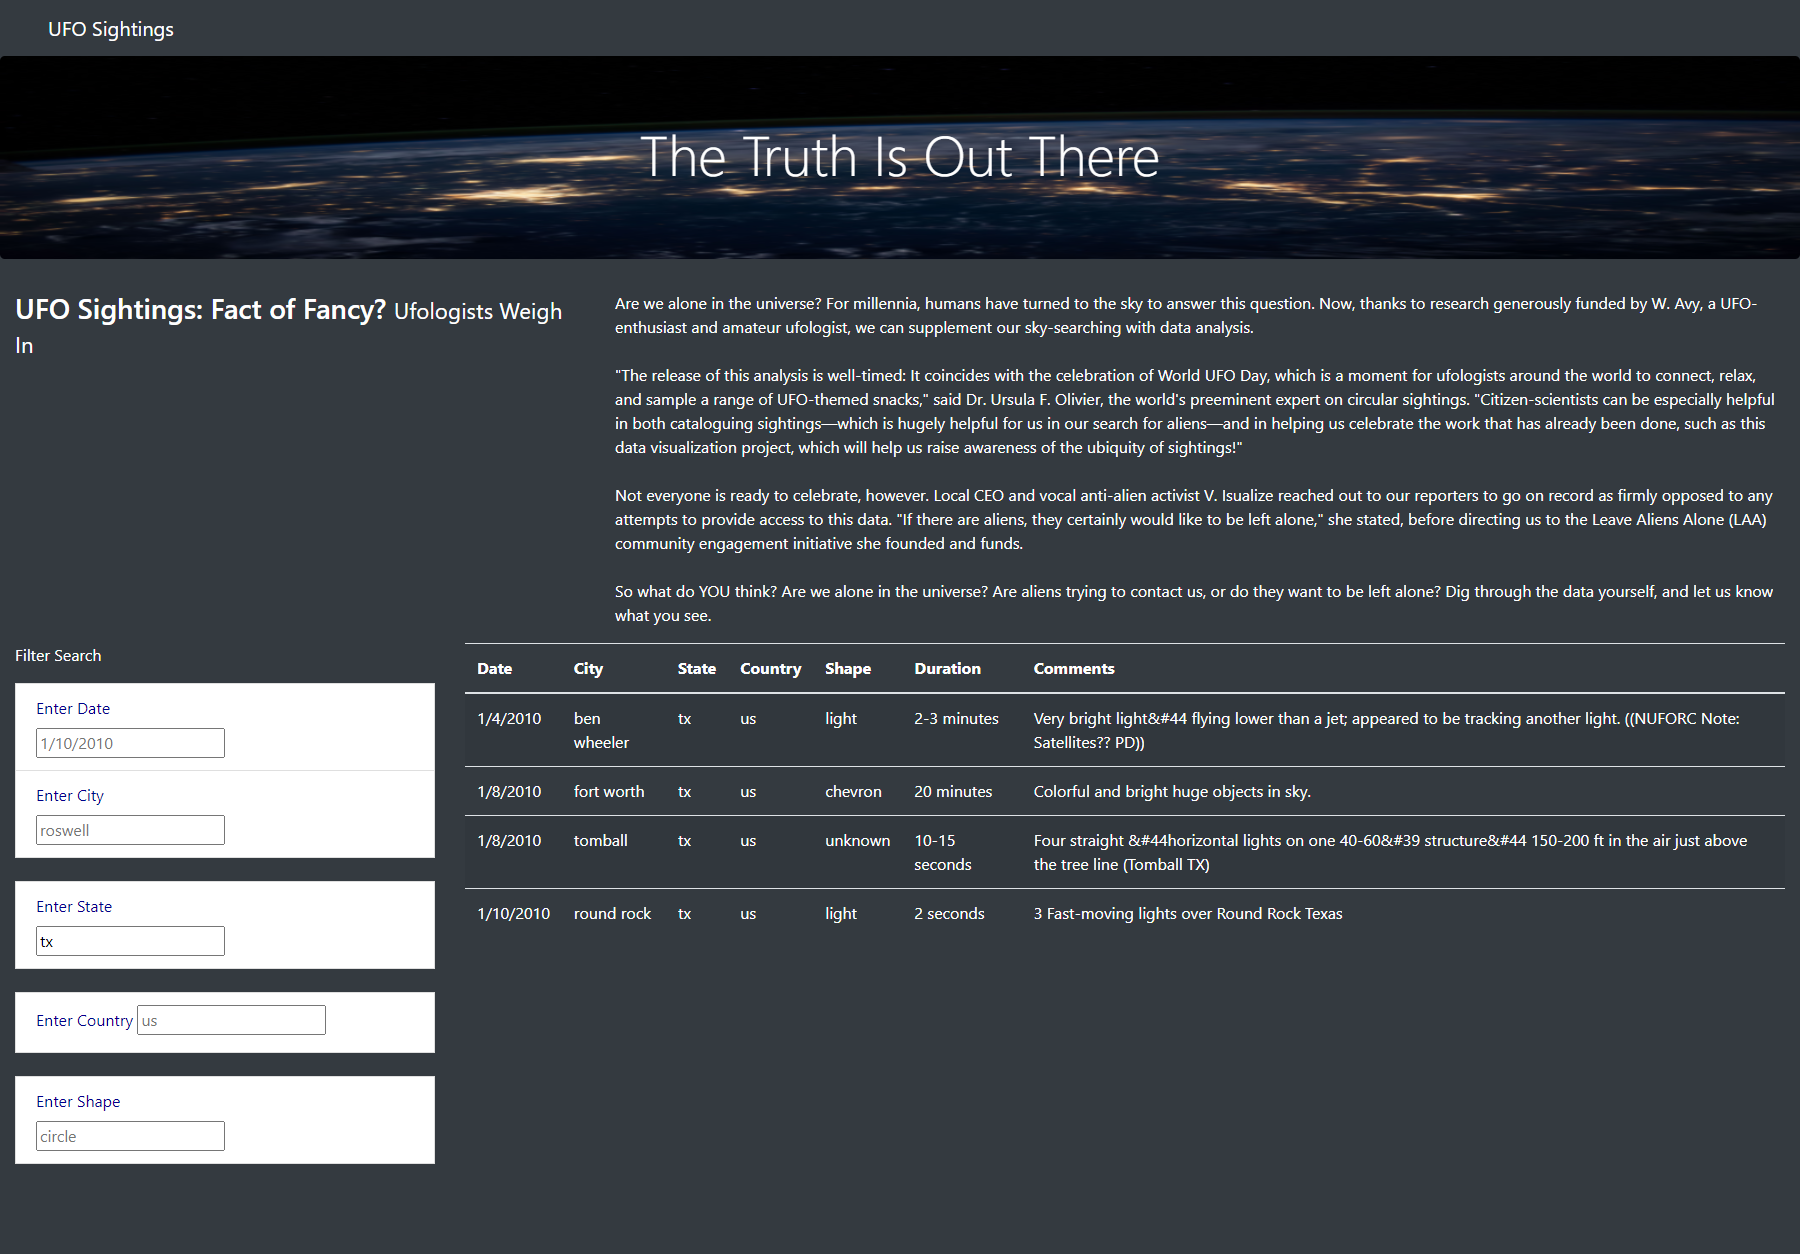 UFO Sightings
The Truth Is Out There
UFO Sightings: Fact of Fancy? Ufologists Weigh
In
Are we alone in the universe? For millennia, humans have turned to the sky to answer this question. Now, thanks to research generously funded by W. Avy, a UFO-
enthusiast and amateur ufologist, we can supplement our sky-searching with data analysis.
"The release of this analysis is well-timed: It coincides with the celebration of World UFO Day, which is a moment for ufologists around the world to connect, relax,
and sample a range of UFO-themed snacks," said Dr. Ursula F. Olivier, the world's preeminent expert on circular sightings. "Citizen-scientists can be especially helpful
in both cataloguing sightings—which is hugely helpful for us in our search for aliens—and in helping us celebrate the work that has already been done, such as this
data visualization project, which will help us raise awareness of the ubiquity of sightings!"
Not everyone is ready to celebrate, however. Local CEO and vocal anti-alien activist V. Isualize reached out to our reporters to go on record as firmly opposed to any
attempts to provide access to this data. "If there are aliens, they certainly would like to be left alone," she stated, before directing us to the Leave Aliens Alone (LAA)
community engagement initiative she founded and funds.
So what do YOU think? Are we alone in the universe? Are aliens trying to contact us, or do they want to be left alone? Dig through the data yourself, and let us know
what you see.
Filter Search
Enter Date
1/10/2010
Enter City
roswell
Enter State
tx
Enter Country us
Enter Shape
circle
Date City State Country Shape Duration Comments
1/4/2010 ben tx us light 2-3 minutes Very bright light&#44 flying lower than a jet; appeared to be tracking another light. ((NUFORC Note:
wheeler Satellites?? PD))
1/8/2010 fort worth tx us chevron 20 minutes Colorful and bright huge objects in sky.
1/8/2010 tomball tx us unknown 10-15 Four straight &#44horizontal lights on one 40-60&#39 structure&#44 150-200 ft in the air just above
seconds the tree line (Tomball TX)
1/10/2010 round rock tx us light 2 seconds 3 Fast-moving lights over Round Rock Texas